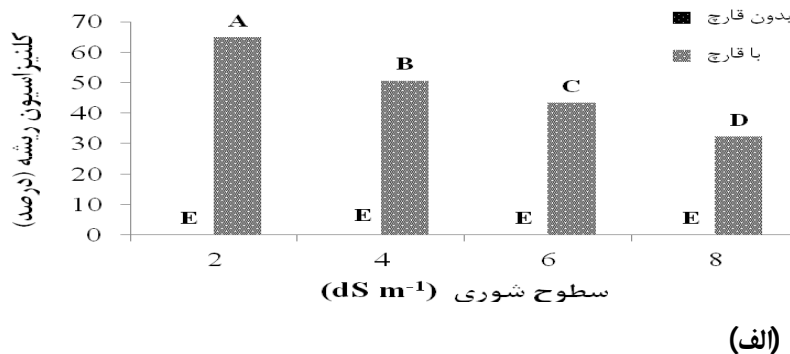 بدون قارچ
با قارچ
کلنیزاسیون ریشه (درصد)
70
60
50
40
30
20
10
0
A
B
C
D
E
E
E
E
2 4 6 8
سطوح شوری (dS m-1)
(الف)